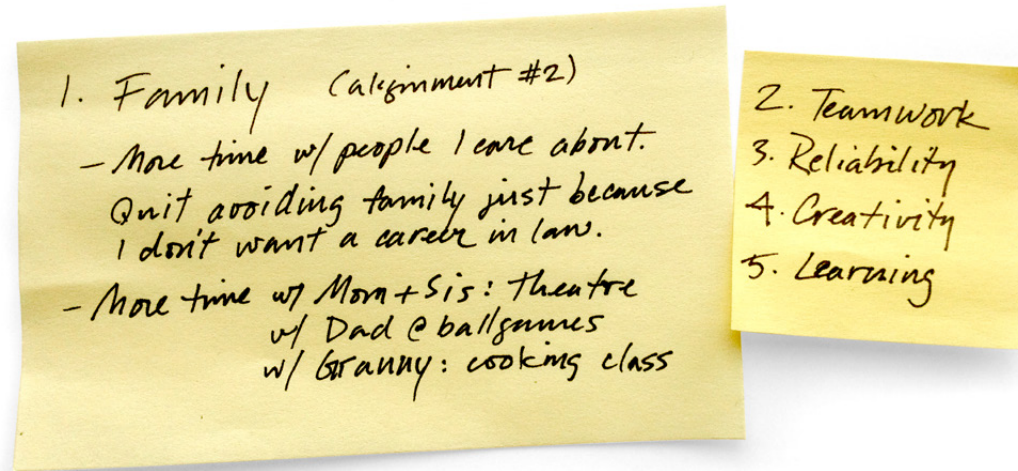 1. Family (alignment #2)
- More time w/ people I care about.
Quit avoiding family just because
I don't want a career in law.
- More time w/ Mom + Sis: theatre
w/ Dad @ ballgames
w/ Granny: cooking class
2. Teamwork
3. Reliability
4. Creativity
5. Learning